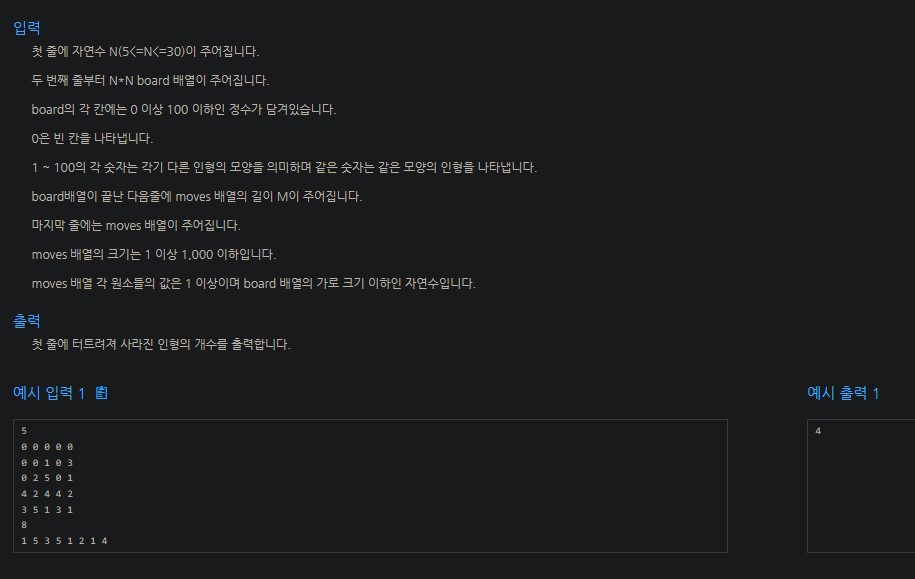 입력
첫 줄에 자연수 N(5<=N<=30)이 주어집니다.
두 번째 줄부터 N*N board 배열이 주어집니다.
board의 각 칸에는 0 이상 100 이하인 정수가 담겨있습니다.
0은 빈 칸을 나타냅니다.
1 ~ 100의 각 숫자는 각기 다른 인형의 모양을 의미하며 같은 숫자는 같은 모양의 인형을 나타냅니다.
board배열이 끝난 다음줄에 moves 배열의 길이 M이 주어집니다.
마지막 줄에는 moves 배열이 주어집니다.
moves 배열의 크기는 1 이상 1,000 이하입니다.
moves 배열 각 원소들의 값은 1 이상이며 board 배열의 가로 크기 이하인 자연수입니다.
출력
첫 줄에 터트려져 사라진 인형의 개수를 출력합니다.
예시 입력 1
5
0 0 0 0 0
0 0 1 0 3
0 2 5 0 1
4 2 4 4 2
3 5 1 3 1
8
1 5 3 5 1 2 1 4
예시 출력 1
4